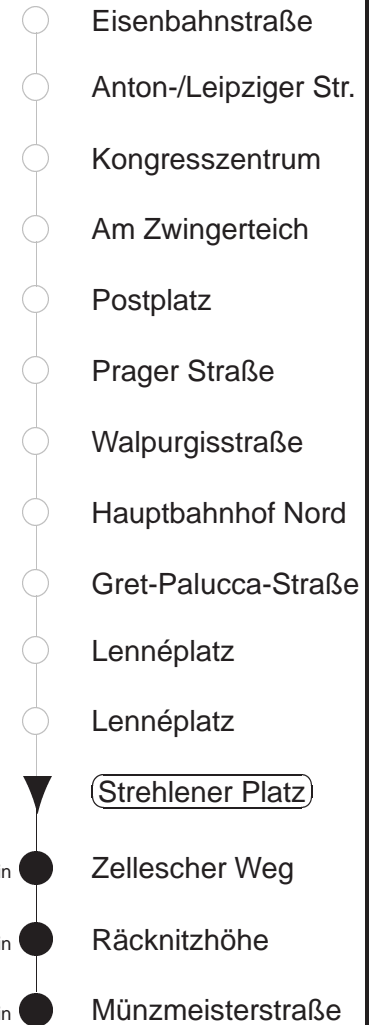 Eisenbahnstraße
Anton-/Leipziger Str.
Kongresszentrum
Am Zwingerteich
Postplatz
Prager Straße
Walpurgisstraße
Hauptbahnhof Nord
Gret-Palucca-Straße
Lennéplatz
Lennéplatz
Strehlener Platz
Zellescher Weg
Räcknitzhöhe
Münzmeisterstraße